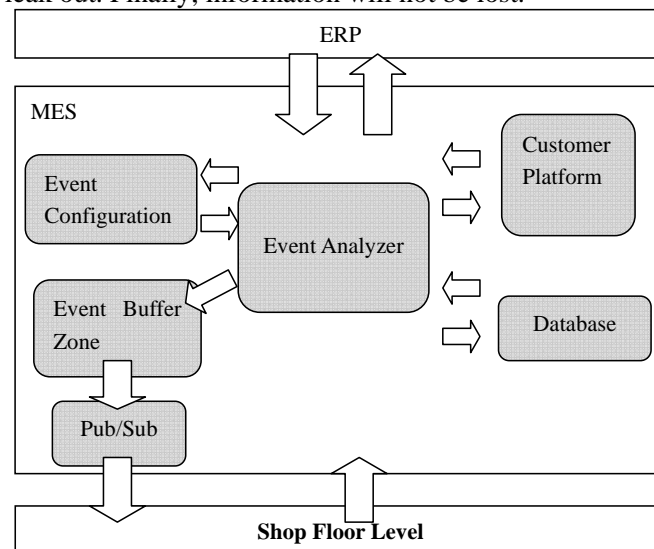 leak out. Finally, information will not be lost.
ERP
MES
Event
Configuration
Customer
Platform
Event Analyzer
Event Buffer
Zone
Database
Pub/Sub
Shop Floor Level